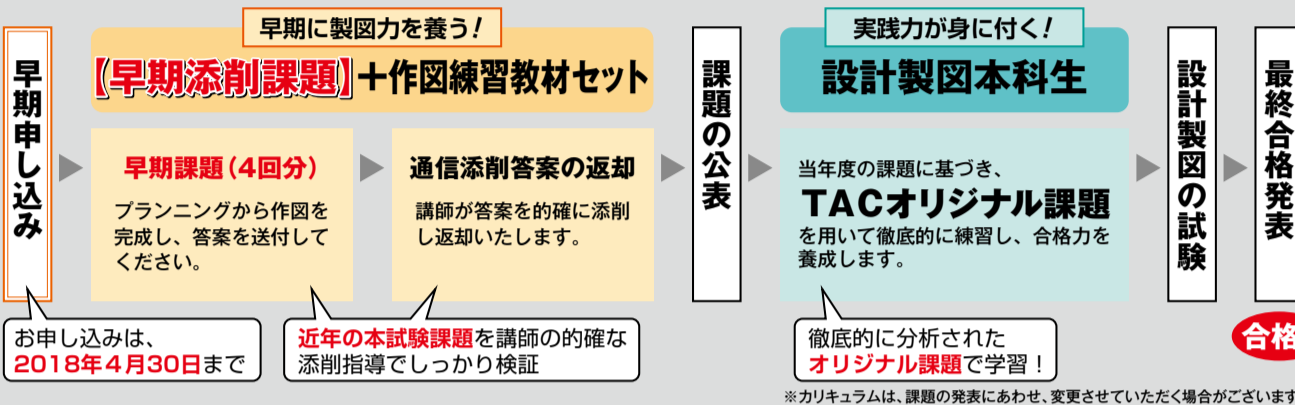 早期申し込み
早期に製図力を養う!
【早期添削課題】+作図練習教材セット
早期課題(4回分)
プランニングから作図を
完成し、答案を送付して
ください。
通信添削答案の返却
講師が答案を的確に添削
し返却いたします。
課題の公表
実践力が身に付く!
設計製図本科生
当年度の課題に基づき、
TACオリジナル課題
を用いて徹底的に練習し、合格力を
養成します。
設計製図の試験
最終合格発表
お申し込みは、
2018年4月30日まで
近年の本試験課題を講師の的確な
添削指導でしっかり検証
徹底的に分析された
オリジナル課題で学習!
合格
※カリキュラムは、課題の発表にあわせ、変更させていただく場合がございます